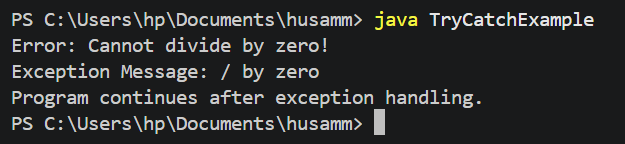 PS C:\Users\hp\Documents\husamm> java TryCatchExample
Error: Cannot divide by zero!
Exception Message: / by zero
Program continues after exception handling.
PS C:\Users\hp\Documents\husamm>